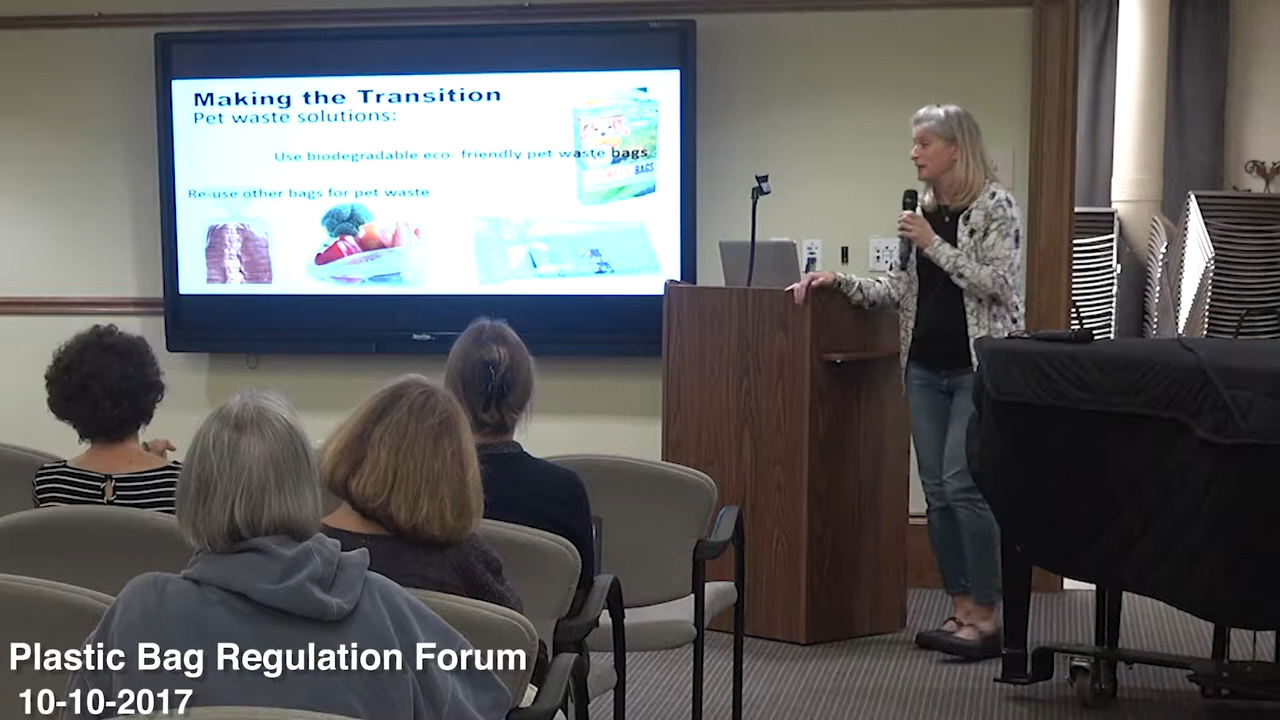 Making the Transition
Pet waste solutions:
Use biodegradable eco- friendly pet waste bags
BAGS
Re-use other bags for pet waste
Plastic Bag Regulation Forum
10-10-2017